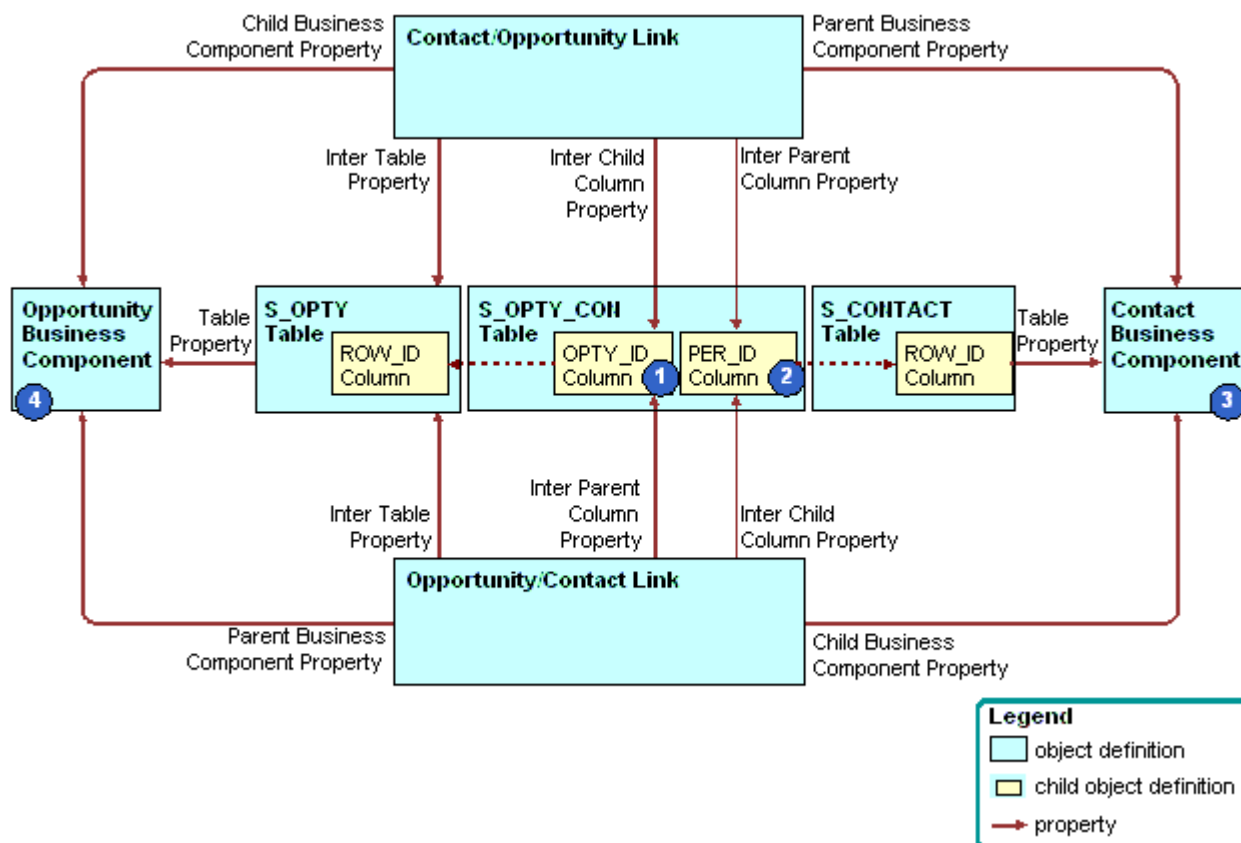 Child Business
Component Property
Contact/Opportunity Link
Parent Business
Component Property
Inter Table
Property
Inter Child
Column
Property
Inter Parent
Column Property
Opportunity
Business
Component
4
Table
Property
S_OPTY
Table
ROW_ID
Column
S_OPTY_CON
Table
OPTY_ID
Column
1
PER_ID
Column
2
S_CONTACT
Table
ROW_ID
Column
Table
Property
Contact
Business
Component
3
Inter Table
Property
Inter Parent
Column
Property
Inter Child
Column Property
Opportunity/Contact Link
Parent Business
Component Property
Child Business
Component Property
Legend
object definition
child object definition
property